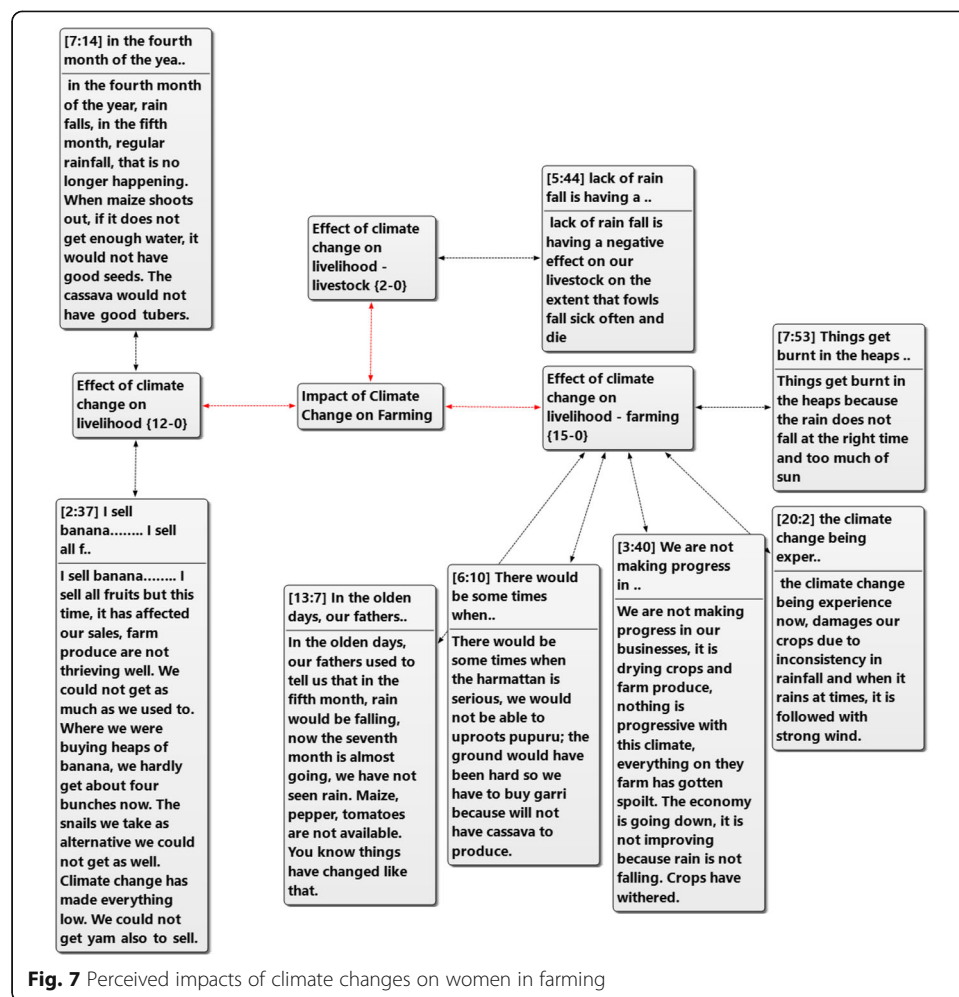 [7:14] in the fourth
month of the yea..
in the fourth month
of the year, rain
falls, in the fifth
month, regular
rainfall, that is no
longer happening.
When maize shoots
out, if it does not
get enough water, it
would not have
good seeds. The
cassava would not
have good tubers.
[5:44] lack of rain
fall is having a ..
lack of rain fall is
having a negative
effect on our
livestock on the
extent that fowls
fall sick often and
die
Effect of climate
change on
livelihood -
livestock {2-0}
[7:53] Things get
burnt in the heaps ..
Things get burnt in
the heaps because
the rain does not
fall at the right time
and too much of
sun
Effect of climate
change on
livelihood {12-0}
Impact of Climate
Change on Farming
Effect of climate
change on
livelihood - farming
{15-0}
[2:37] I sell
banana........ I sell
all f..
I sell banana........ I
sell all fruits but this
time, it has affected
our sales, farm
produce are not
thrieving well. We
could not get as
much as we used to.
Where we were
buying heaps of
banana, we hardly
get about four
bunches now. The
snails we take as
alternative we could
not get as well.
Climate change has
made everything
low. We could not
get yam also to sell.
[13:7] In the olden
days, our fathers..
In the olden days,
our fathers used to
tell us that in the
fifth month, rain
would be falling,
now the seventh
month is almost
going, we have not
seen rain. Maize,
pepper, tomatoes
are not available.
You know things
have changed like
that.
[6:10] There would
be some times
when..
There would be
some times when
the harmattan is
serious, we would
not be able to
uproots pupuru; the
ground would have
been hard so we
have to buy garri
because will not
have cassava to
produce.
[3:40] We are not
making progress
in ..
We are not making
progress in our
businesses, it is
drying crops and
farm produce,
nothing is
progressive with
this climate,
everything on they
farm has gotten
spoilt. The economy
is going down, it is
not improving
because rain is not
falling. Crops have
withered.
[20:2] the climate
change being
exper..
the climate change
being experience
now, damages our
crops due to
inconsistency in
rainfall and when it
rains at times, it is
followed with
strong wind.
Fig. 7 Perceived impacts of climate changes on women in farming